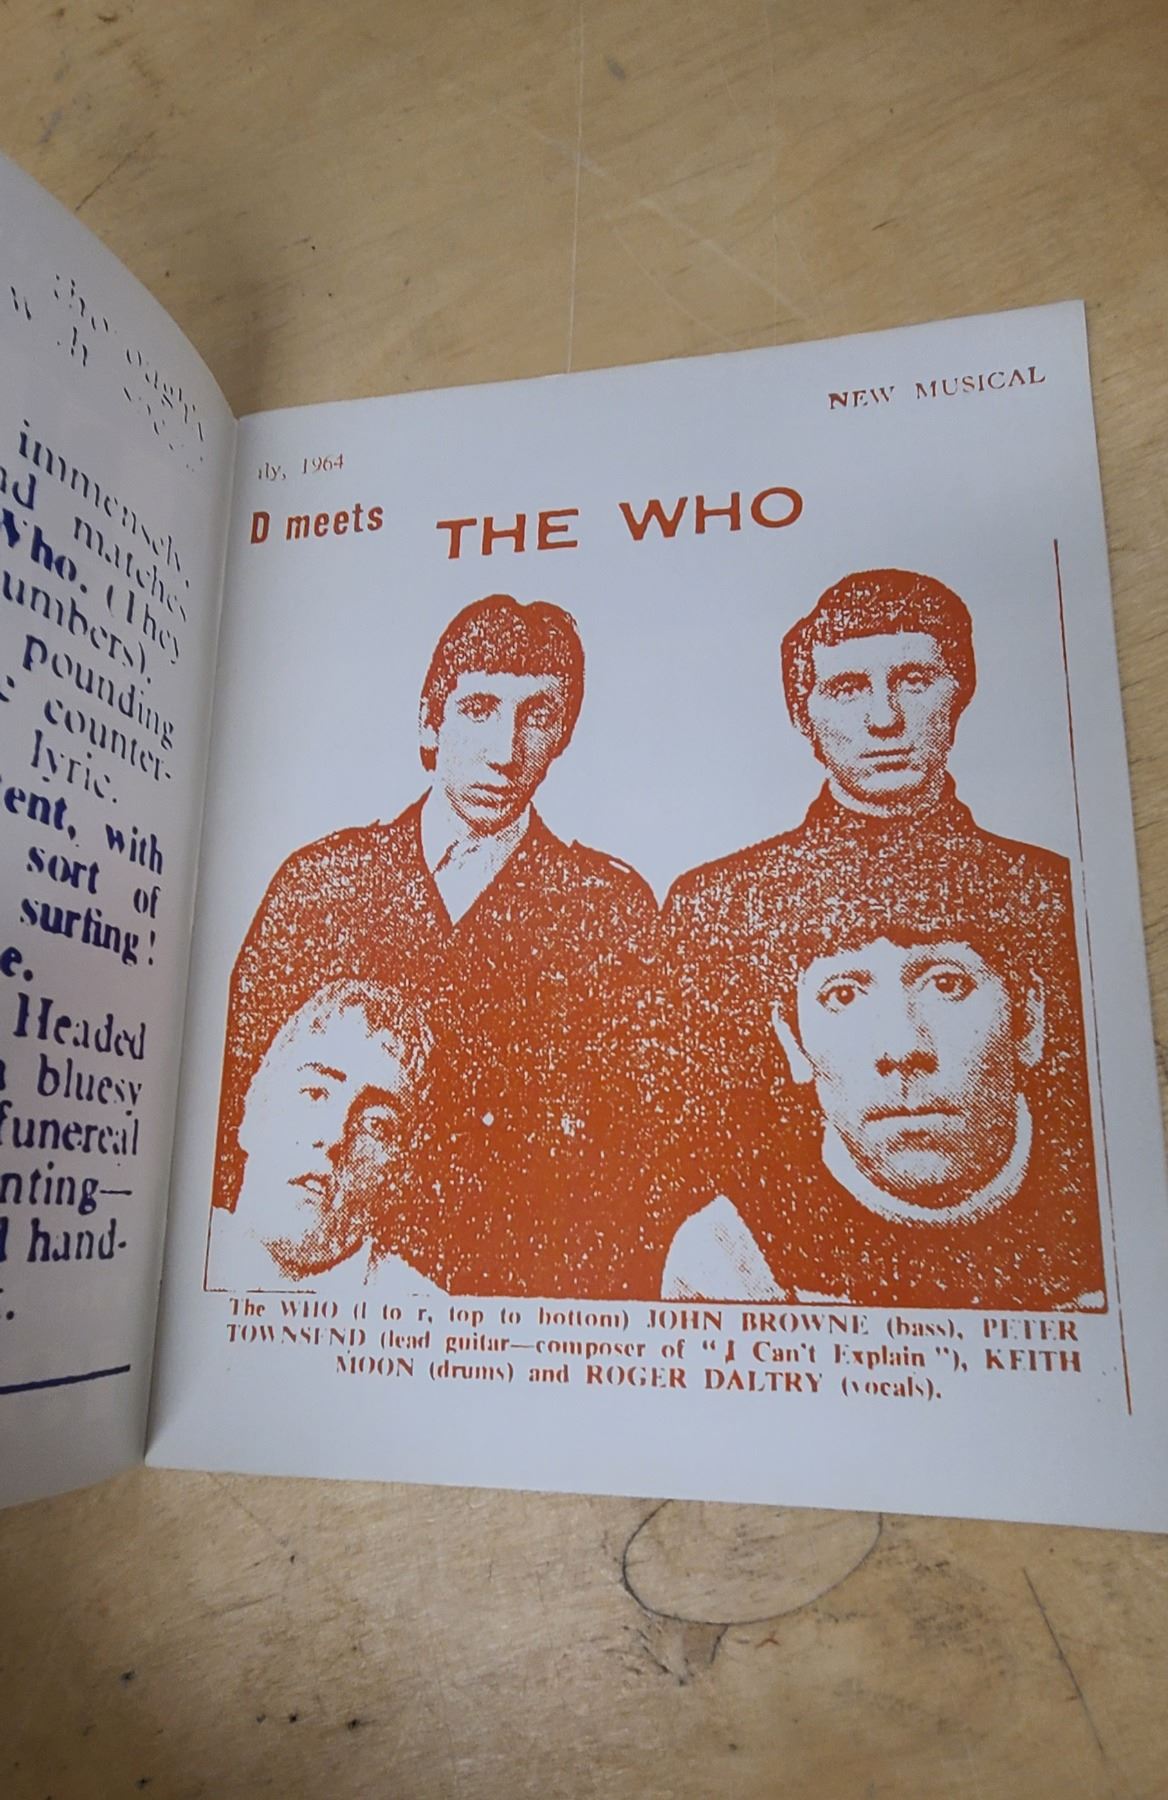 immensely.
matches
Who. (They
umbers).
pounding
counter-
lyric.
ent, with
sort of
surfing!
e.
Headed
bluesy
funereal
nting—
hand-
NEW MUSICAL
ly, 1964
D meets THE WHO
The WHO (l to r, top to bottom) JOHN BROWNE (bass), PETER
TOWNSEND (lead guitar—composer of “I Can't Explain”), KEITH
MOON (drums) and ROGER DALTRY (vocals).